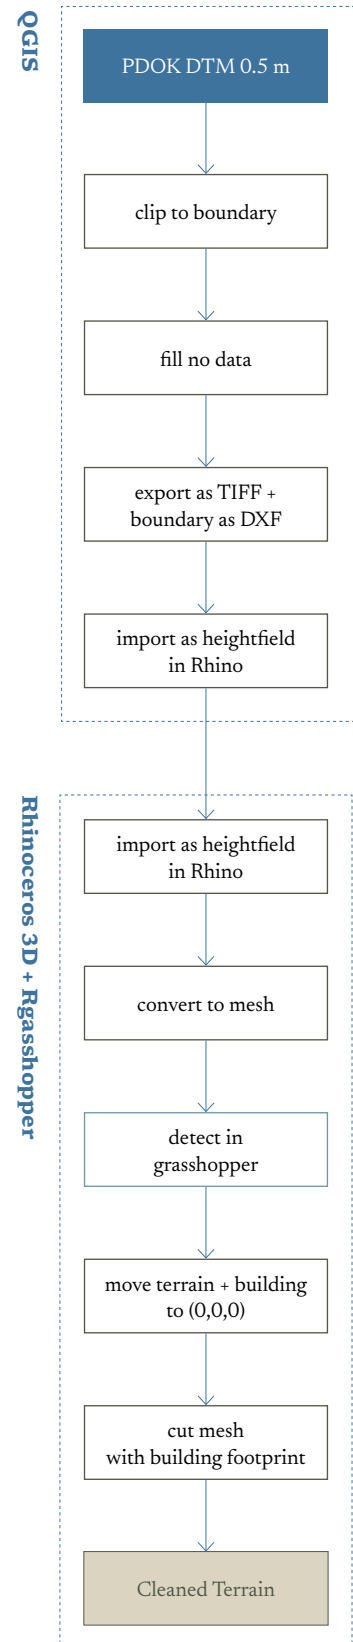 QGIS
PDOK DTM 0.5 m
clip to boundary
fill no data
export as TIFF +
boundary as DXF
import as heightfield
in Rhino
Rhinoceros 3D + Rgasshopper
import as heightfield
in Rhino
convert to mesh
detect in
grasshopper
move terrain + building
to (0,0,0)
cut mesh
with building footprint
Cleaned Terrain